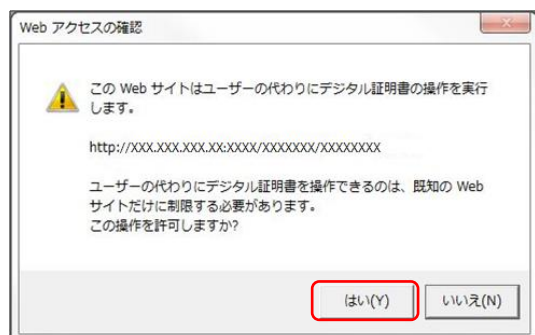 Web アクセスの確認
この Web サイトはユーザーの代わりにデジタル証明書の操作を実行
します。
http://XXX.XXX.XXX.XX:XXXX/XXXXXXX/XXXXXXXX
ユーザーの代わりにデジタル証明書を操作できるのは、既知の Web
サイトだけに制限する必要があります。
この操作を許可しますか?
はい(Y)
いいえ(N)